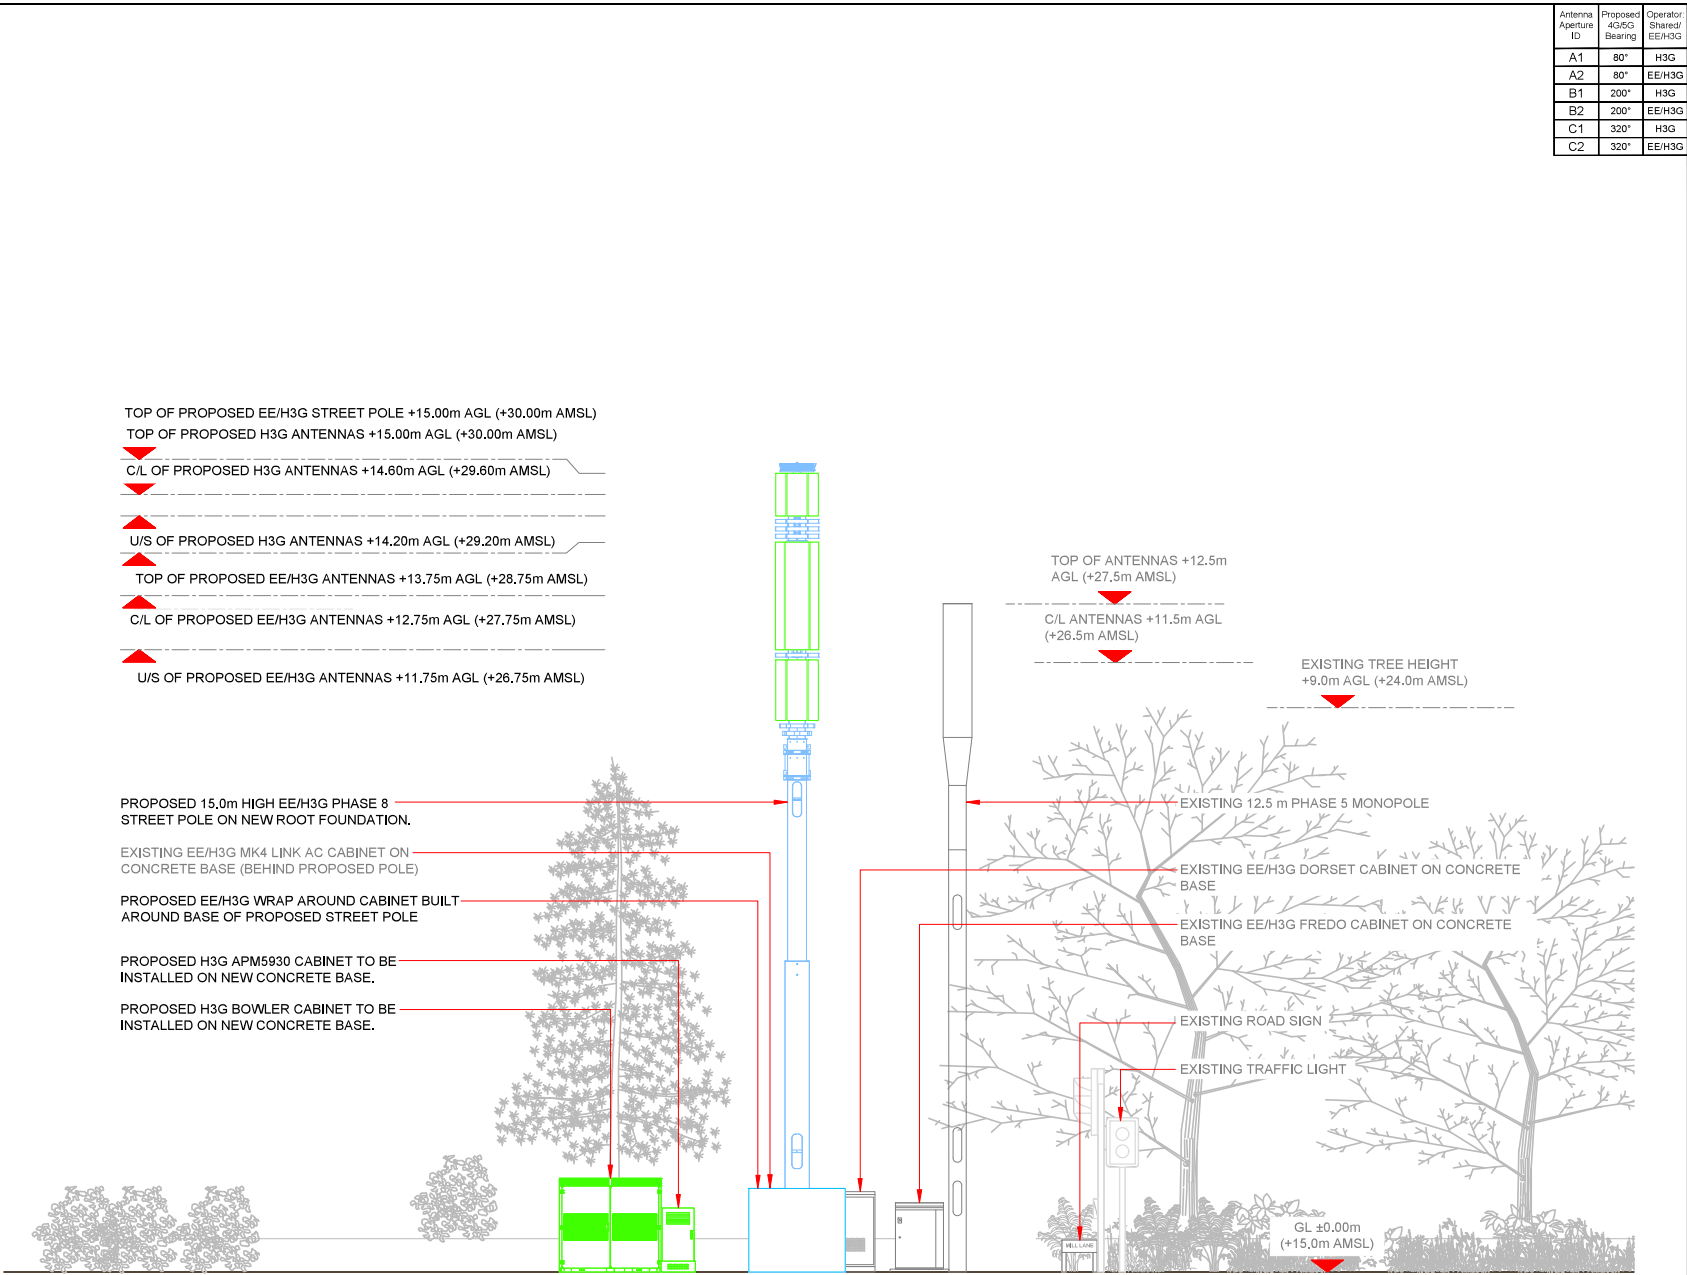 Antenna Aperture ID Proposed 4G/5G Bearing Operator: Shared/ EE/H3G
A1 80° H3G
A2 80° EE/H3G
B1 200° H3G
B2 200° EE/H3G
C1 320° H3G
C2 320° EE/H3G
TOP OF PROPOSED EE/H3G STREET POLE +15.00m AGL (+30.00m AMSL)
TOP OF PROPOSED H3G ANTENNAS +15.00m AGL (+30.00m AMSL)
C/L OF PROPOSED H3G ANTENNAS +14.60m AGL (+29.60m AMSL)
U/S OF PROPOSED H3G ANTENNAS +14.20m AGL (+29.20m AMSL)
TOP OF PROPOSED EE/H3G ANTENNAS +13.75m AGL (+28.75m AMSL)
C/L OF PROPOSED EE/H3G ANTENNAS +12.75m AGL (+27.75m AMSL)
U/S OF PROPOSED EE/H3G ANTENNAS +11.75m AGL (+26.75m AMSL)
TOP OF ANTENNAS +12.5m
AGL (+27.5m AMSL)
C/L ANTENNAS +11.5m AGL
(+26.5m AMSL)
EXISTING TREE HEIGHT
+9.0m AGL (+24.0m AMSL)
PROPOSED 15.0m HIGH EE/H3G PHASE 8
STREET POLE ON NEW ROOT FOUNDATION.
EXISTING EE/H3G MK4 LINK AC CABINET ON
CONCRETE BASE (BEHIND PROPOSED POLE)
PROPOSED EE/H3G WRAP AROUND CABINET BUILT
AROUND BASE OF PROPOSED STREET POLE
PROPOSED H3G APM5930 CABINET TO BE
INSTALLED ON NEW CONCRETE BASE.
PROPOSED H3G BOWLER CABINET TO BE
INSTALLED ON NEW CONCRETE BASE.
EXISTING 12.5 m PHASE 5 MONOPOLE
EXISTING EE/H3G DORSET CABINET ON CONCRETE
BASE
EXISTING EE/H3G FREDO CABINET ON CONCRETE
BASE
EXISTING ROAD SIGN
EXISTING TRAFFIC LIGHT
MILL LANE
GL ±0.00m
(+15.0m AMSL)